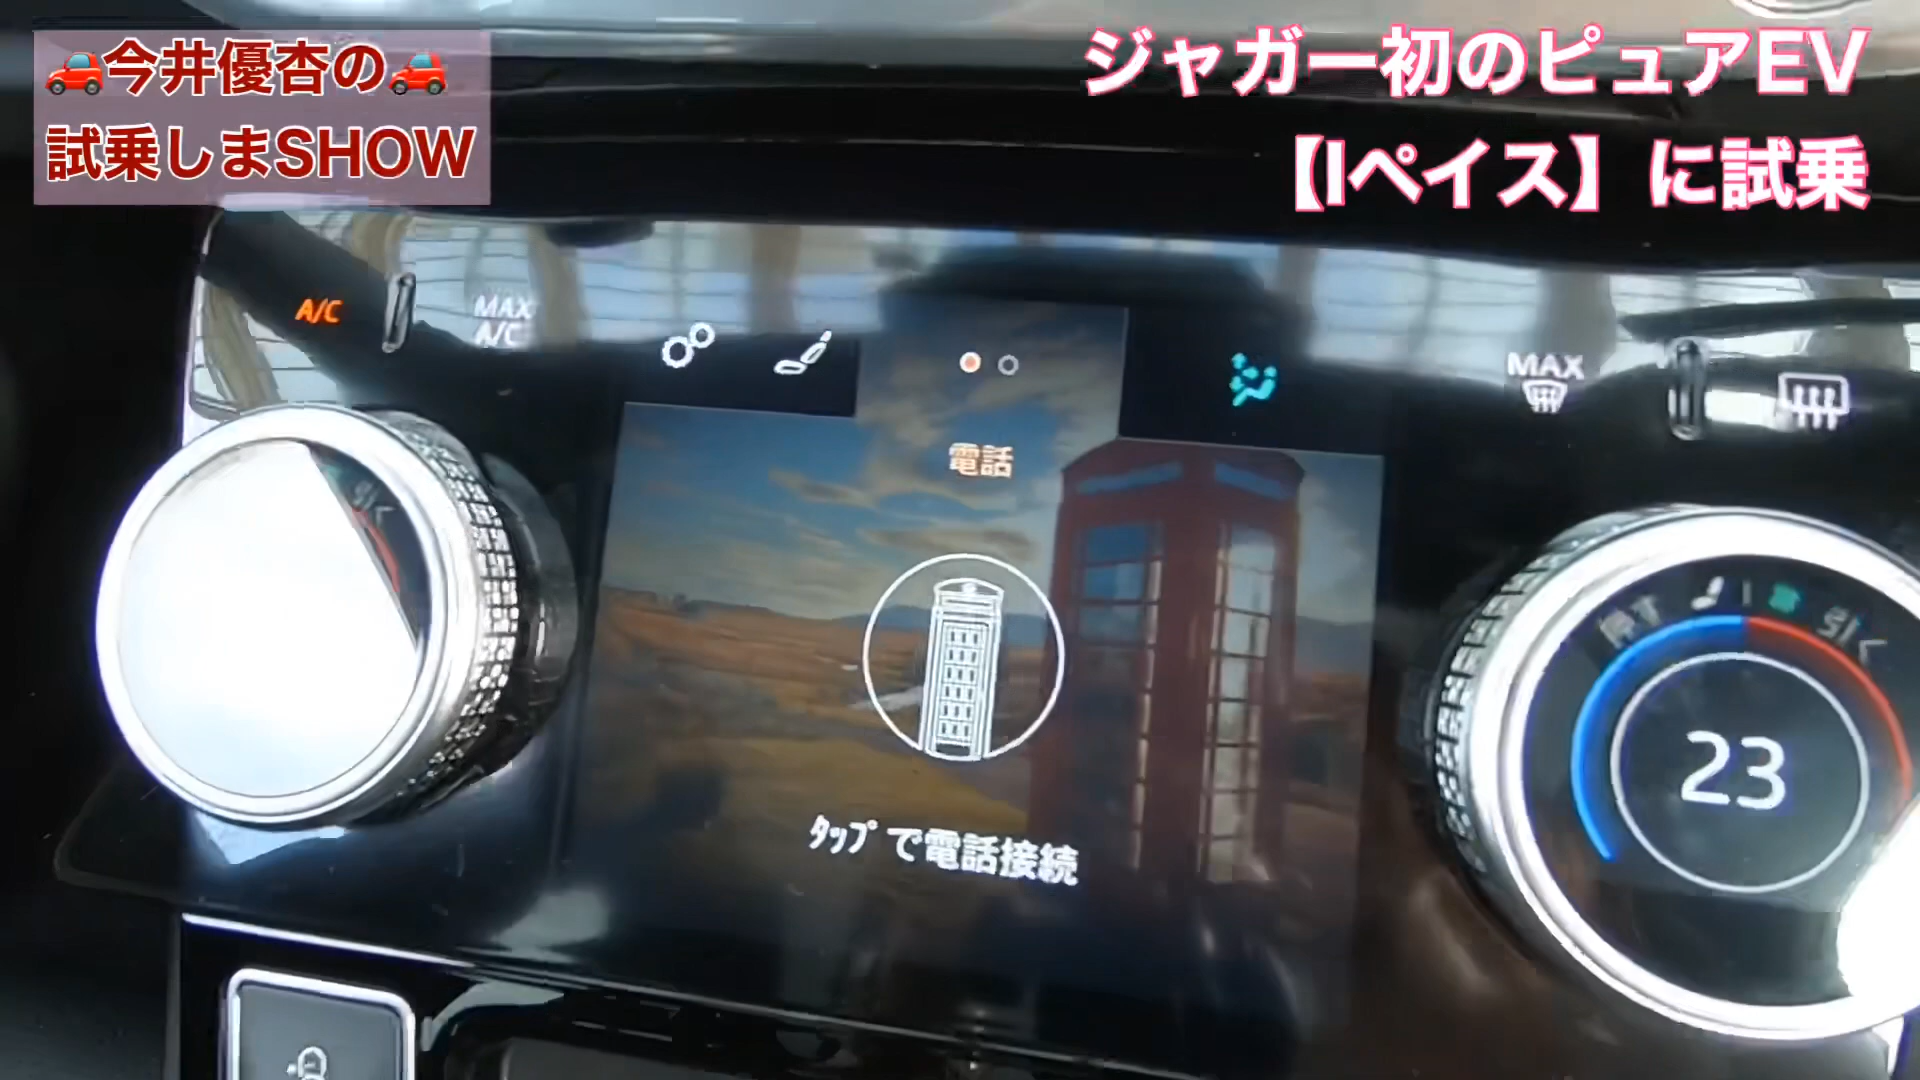 🚗今井優杏の🚗
試乗しまSHOW
ジャガー初のピュアEV
【Iペイス】に試乗
A/C
MAX
A/C
MAX
電話
23
ﾀｯﾌﾟで電話接続